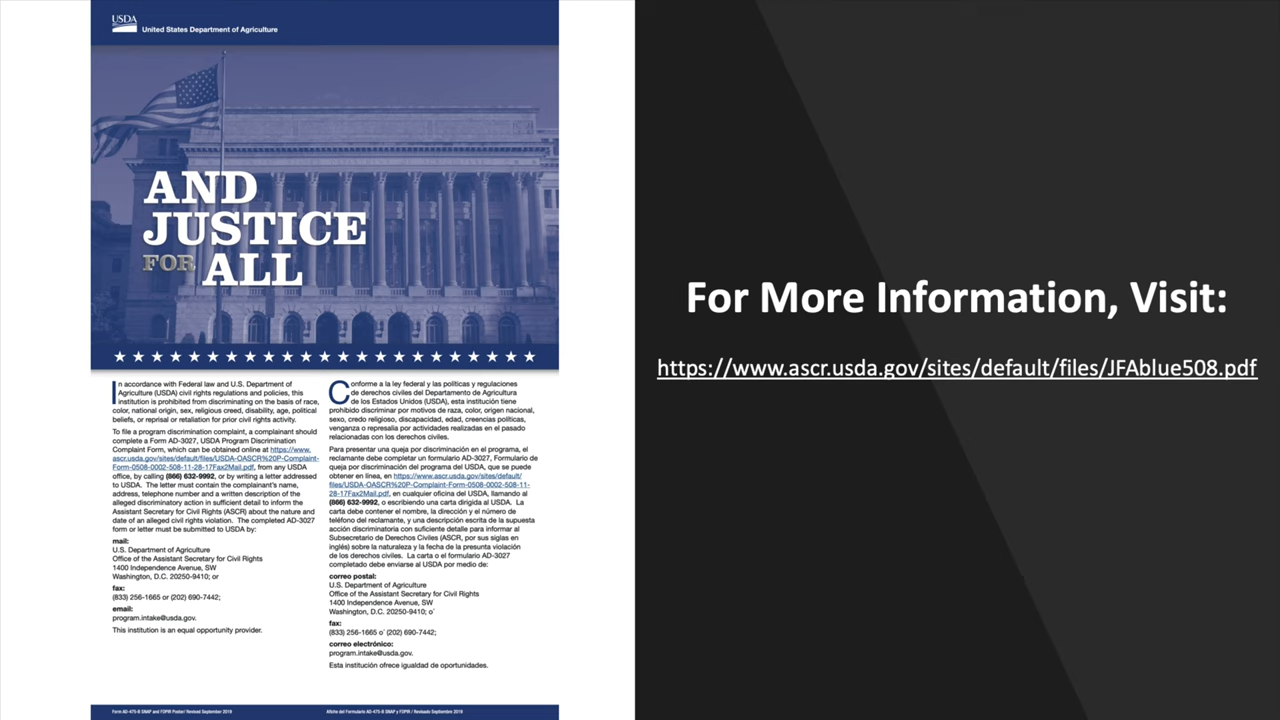 USDA
United States Department of Agriculture
AND
JUSTICE
FOR ALL
In accordance with Federal law and U.S. Department of
Agriculture (USDA) civil rights regulations and policies, this
institution is prohibited from discriminating on the basis of race,
color, national origin, sex, religious creed, disability, age, political
beliefs, or reprisal or retaliation for prior civil rights activity.
To file a program discrimination complaint, a complainant should
complete a Form AD-3027, USDA Program Discrimination
Complaint Form, which can be obtained online at https://www.
ascr.usda.gov/sites/default/files/USDA-OASCR%20P-Complaint-
Form-0508-0002-508-11-28-17Fax2Mail.pdf, from any USDA
office, by calling (866) 632-9992, or by writing a letter addressed
to USDA. The letter must contain the complainant's name,
address, telephone number and a written description of the
alleged discriminatory action in sufficient detail to inform the
Assistant Secretary for Civil Rights (ASCR) about the nature and
date of an alleged civil rights violation. The completed AD-3027
form or letter must be submitted to USDA by:
mail:
U.S. Department of Agriculture
Office of the Assistant Secretary for Civil Rights
1400 Independence Avenue, SW
Washington, D.C. 20250-9410; or
fax:
(833) 256-1665 or (202) 690-7442;
email:
program.intake@usda.gov.
This institution is an equal opportunity provider.
Conforme a la ley federal y las políticas y regulaciones
de derechos civiles del Departamento de Agricultura
de los Estados Unidos (USDA), esta institución tiene
prohibido discriminar por motivos de raza, color, origen nacional,
sexo, credo religioso, discapacidad, edad, creencias políticas,
venganza o represalia por actividades realizadas en el pasado
relacionadas con los derechos civiles.
Para presentar una queja por discriminación en el programa, el
reclamante debe completar un formulario AD-3027, Formulario de
queja por discriminación del programa del USDA, que se puede
obtener en línea, en https://www.ascr.usda.gov/sites/default/
files/USDA-OASCR%20P-Complaint-Form-0508-0002-508-11-
28-17Fax2Mail.pdf, en cualquier oficina del USDA, llamando al
(866) 632-9992, o escribiendo una carta dirigida al USDA. La
carta debe contener el nombre, la dirección y el número de
teléfono del reclamante, y una descripción escrita de la supuesta
acción discriminatoria con suficiente detalle para informar al
Subsecretario de Derechos Civiles (ASCR, por sus siglas en
inglés) sobre la naturaleza y la fecha de la presunta violación
de los derechos civiles. La carta o el formulario AD-3027
completado debe enviarse al USDA por medio de:
correo postal:
U.S. Department of Agriculture
Office of the Assistant Secretary for Civil Rights
1400 Independence Avenue, SW
Washington, D.C. 20250-9410; o'
fax:
(833) 256-1665 o' (202) 690-7442;
correo electrónico:
program.intake@usda.gov.
Esta institución ofrece igualdad de oportunidades.
Form AD-475-B SNAP and FDPIR Poster/ Revised September 2019
Afiche del Formulario AD-475-B SNAP y FDPIR / Revisado Septiembre 2019
For More Information, Visit:
https://www.ascr.usda.gov/sites/default/files/JFAblue508.pdf